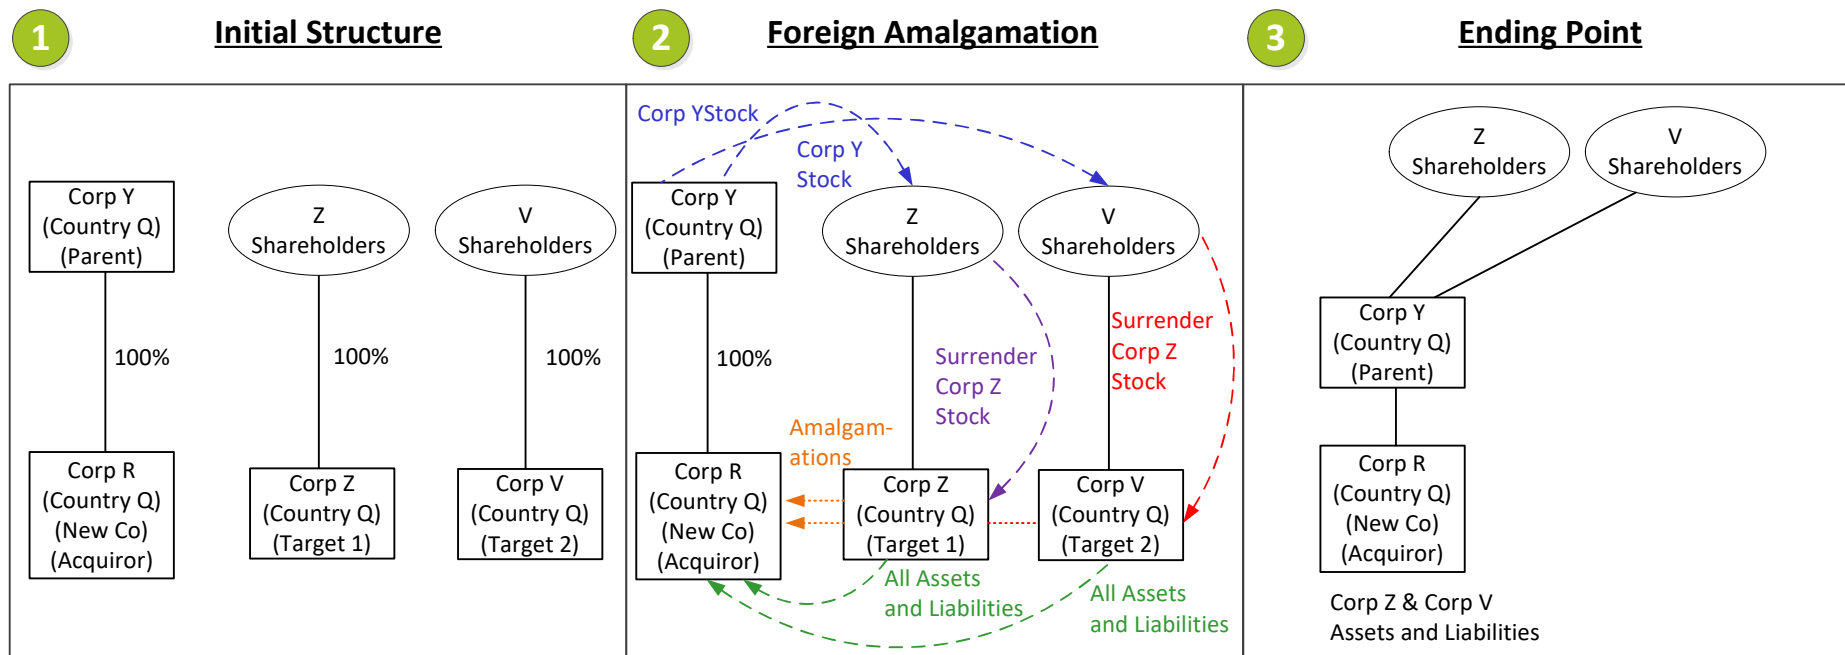 1
Initial Structure
2
Foreign Amalgamation
3
Ending Point
Corp Y
(Country Q)
(Parent)
Z
Shareholders
V
Shareholders
100%
100%
100%
Corp R
(Country Q)
(New Co)
(Acquiror)
Corp Z
(Country Q)
(Target 1)
Corp V
(Country Q)
(Target 2)
Corp YStock
Corp Y
Stock
Corp Y
(Country Q)
(Parent)
Z
Shareholders
V
Shareholders
100%
Surrender
Corp Z
Stock
Surrender
Corp Z
Stock
Amalgam-
ations
Corp R
(Country Q)
(New Co)
(Acquiror)
Corp Z
(Country Q)
(Target 1)
Corp V
(Country Q)
(Target 2)
All Assets
and Liabilities
All Assets
and Liabilities
Z
Shareholders
V
Shareholders
Corp Y
(Country Q)
(Parent)
Corp R
(Country Q)
(New Co)
(Acquiror)
Corp Z & Corp V
Assets and Liabilities